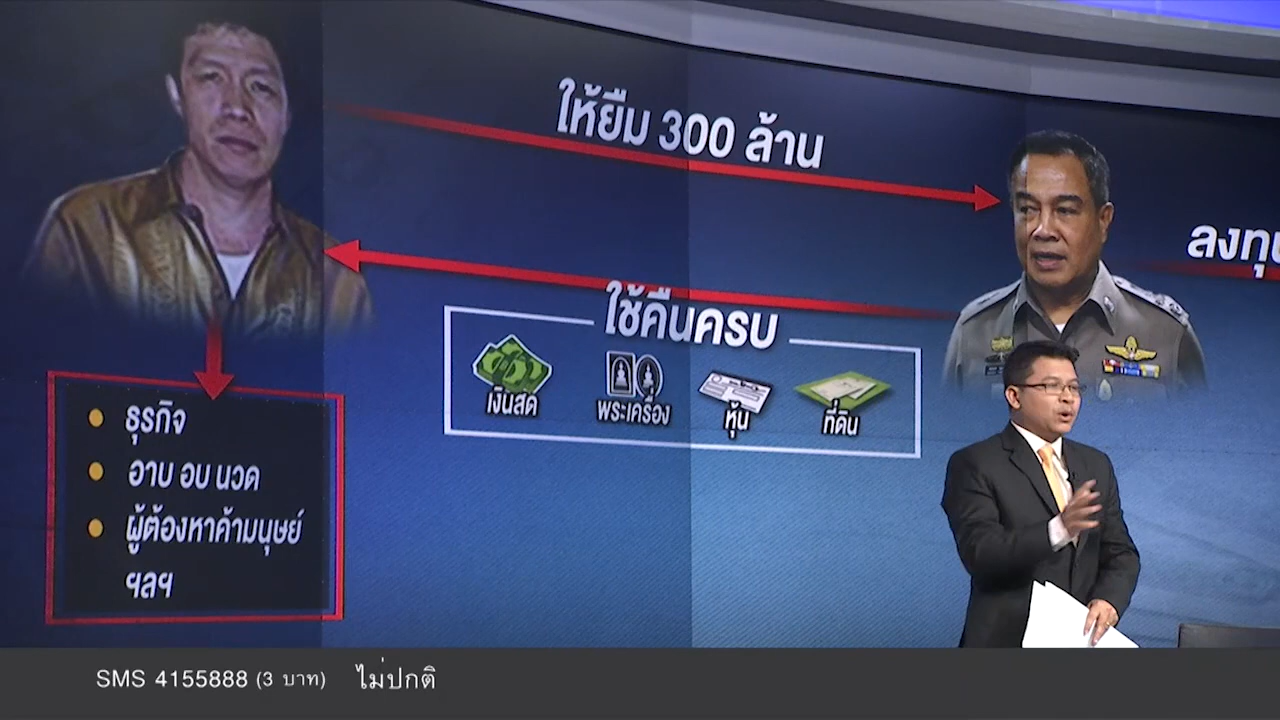 ให้ยืม 300 ล้าน
ลงทุน
ใช้คืนครบ
เงินสด
พระเครื่อง
หุ้น
ที่ดิน
ธุรกิจ
อาบ อบ นวด
ผู้ต้องหาค้ามนุษย์
ฯลฯ
SMS 4155888 (3 บาท) ไม่ปกติ